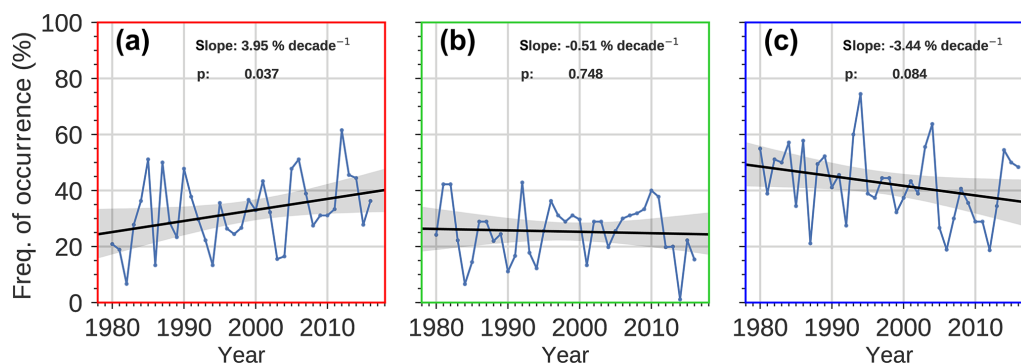 (a) Slope: 3.95 % decade⁻¹
p: 0.037
(b) Slope: -0.51 % decade⁻¹
p: 0.748
(c) Slope: -3.44 % decade⁻¹
p: 0.084
Freq. of occurrence (%)
100
80
60
40
20
0
1980 1990 2000 2010
Year
1980 1990 2000 2010
Year
1980 1990 2000 2010
Year